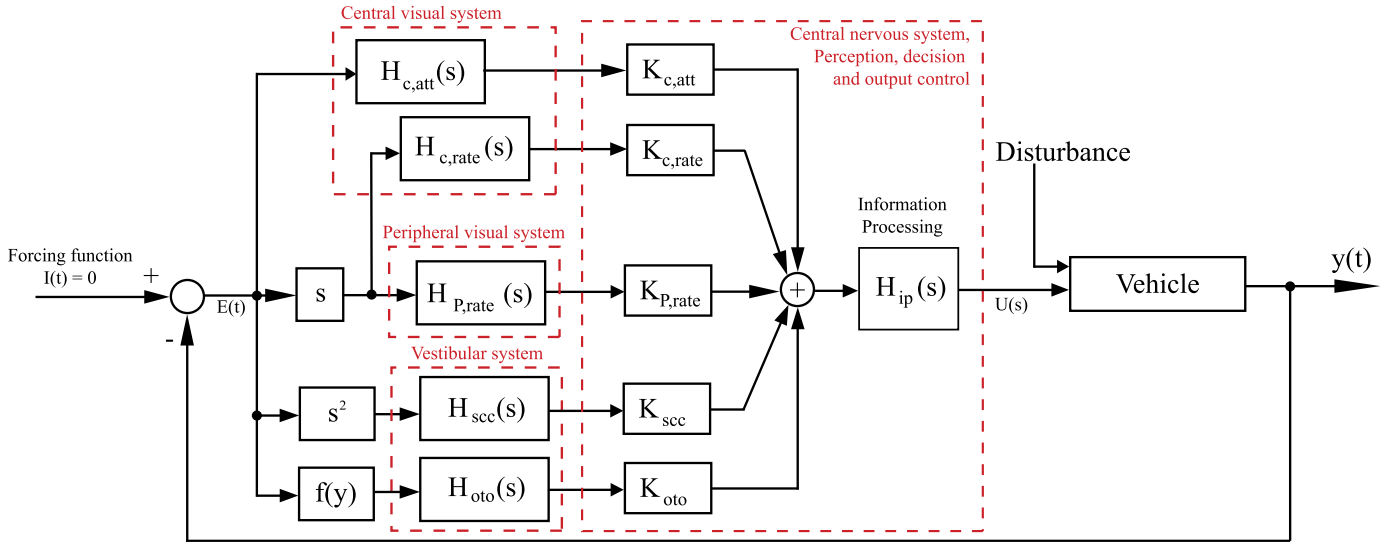 Central visual system
Central nervous system,
Perception, decision
and output control
H c,att (s)
K c,att
H c,rate (s)
K c,rate
Disturbance
Information
Processing
Forcing function
I(t) = 0
+
-
E(t)
s
Peripheral visual system
H P,rate (s)
K P,rate
+
H ip (s)
U(s)
Vehicle
y(t)
Vestibular system
s²
H scc (s)
K scc
f(y)
H oto (s)
K oto